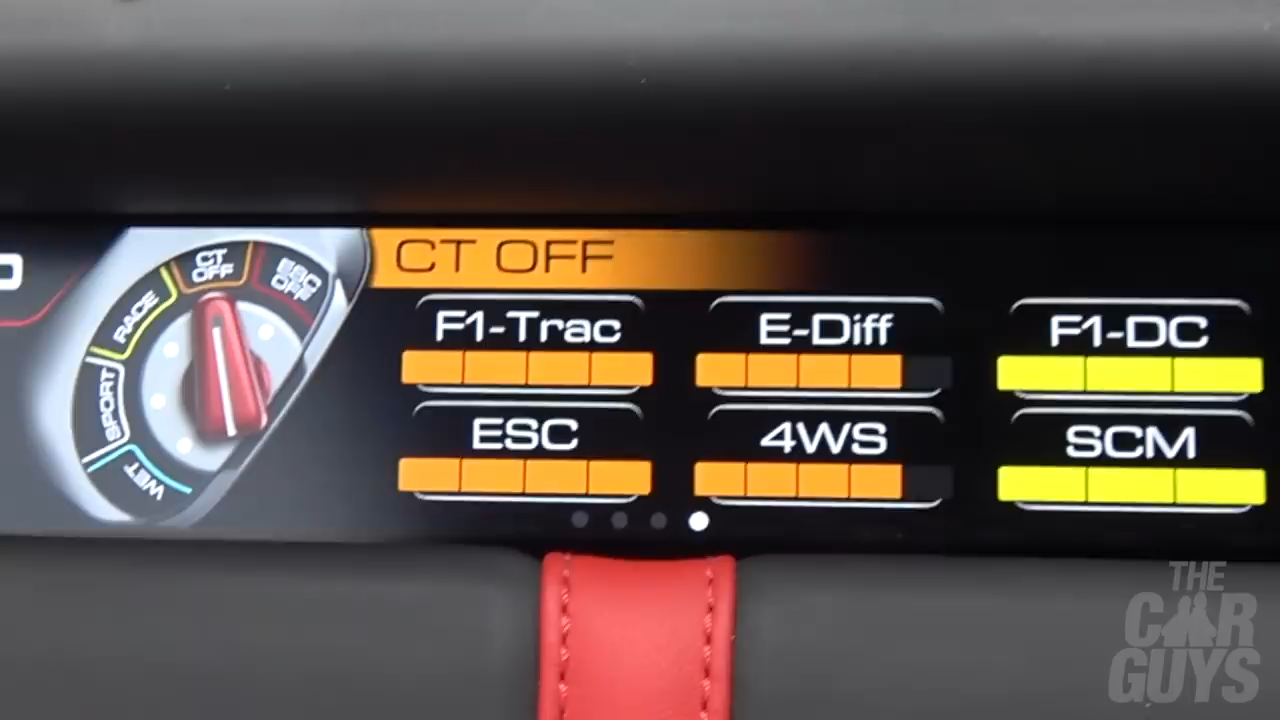 CT OFF
CT
OFF
ESC
OFF
RACE
SPORT
WET
F1-Trac
E-Diff
F1-DC
ESC
4WS
SCM
THE
CAR
GUYS